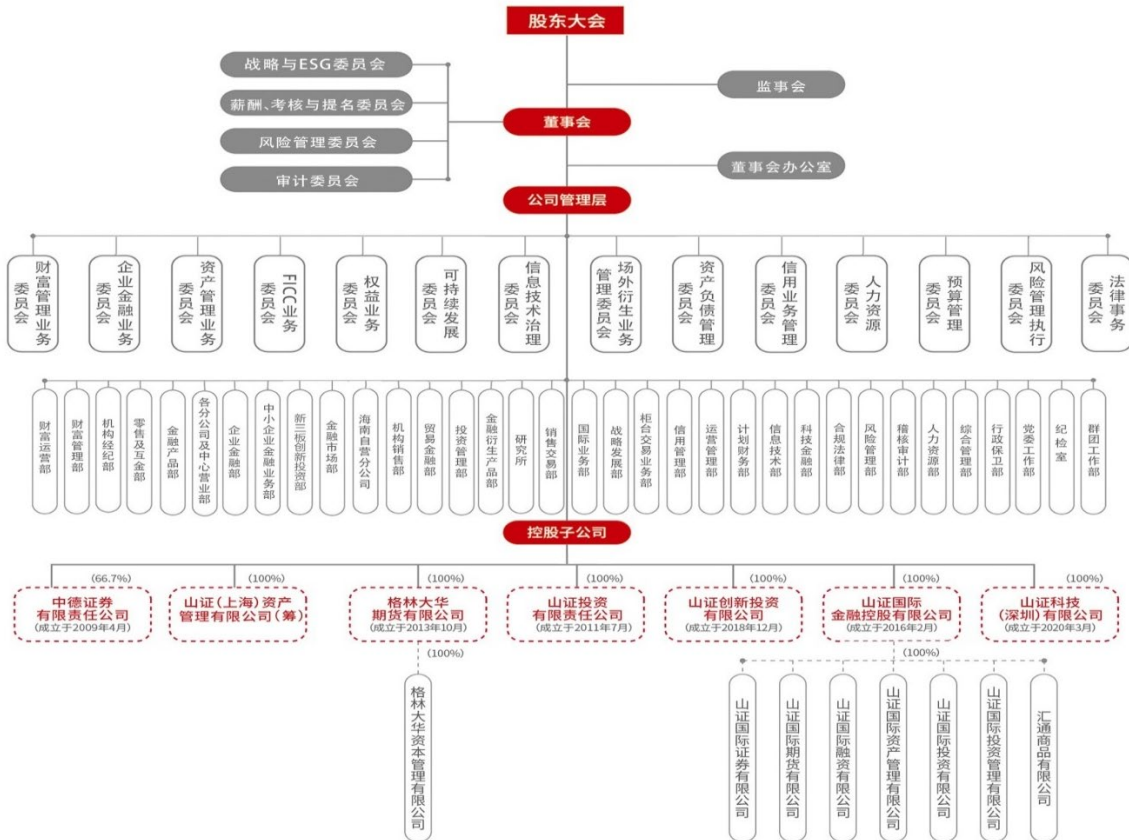 股东大会
战略与ESG委员会
监事会
薪酬、考核与提名委员会
董事会
风险管理委员会
董事会办公室
审计委员会
公司管理层
财富管理业务
委员会
企业金融业务
委员会
资产管理业务
委员会
FICC业务
委员会
权益业务
委员会
可持续发展
委员会
信息技术治理
委员会
场外衍生业务
管理委员会
资产负债管理
委员会
信用业务管理
委员会
人力资源
委员会
预算管理
委员会
风险管理执行
委员会
法律事务
委员会
财富运营部
财富管理部
机构经纪部
零售及互金部
金融产品部
各分公司及中心营业部
企业金融部
中小企业金融业务部
新三板创新投资部
金融市场部
海南自营分公司
机构销售部
贸易金融部
投资管理部
金融衍生产品部
研究所
销售交易部
国际业务部
战略发展部
柜台交易业务部
信用管理部
运营管理部
计划财务部
信息技术部
科技金融部
合规法律部
风险管理部
稽核审计部
人力资源部
综合管理部
行政保卫部
党委工作部
纪检室
群团工作部
控股子公司
(66.7%)
中德证券
有限责任公司
(成立于2009年4月)
(100%)
山证(上海)资产
管理有限公司(筹)
(100%)
格林大华
期货有限公司
(成立于2013年10月)
(100%)
山证投资
有限责任公司
(成立于2011年7月)
(100%)
山证创新投资
有限公司
(成立于2018年12月)
(100%)
山证国际
金融控股有限公司
(成立于2016年2月)
(100%)
山证科技
(深圳)有限公司
(成立于2020年3月)
(100%)
格林大华资本管理有限公司
(100%)
山证国际证券有限公司
山证国际期货有限公司
山证国际融资有限公司
山证国际资产管理有限公司
山证国际投资有限公司
山证国际投资管理有限公司
汇通商品有限公司